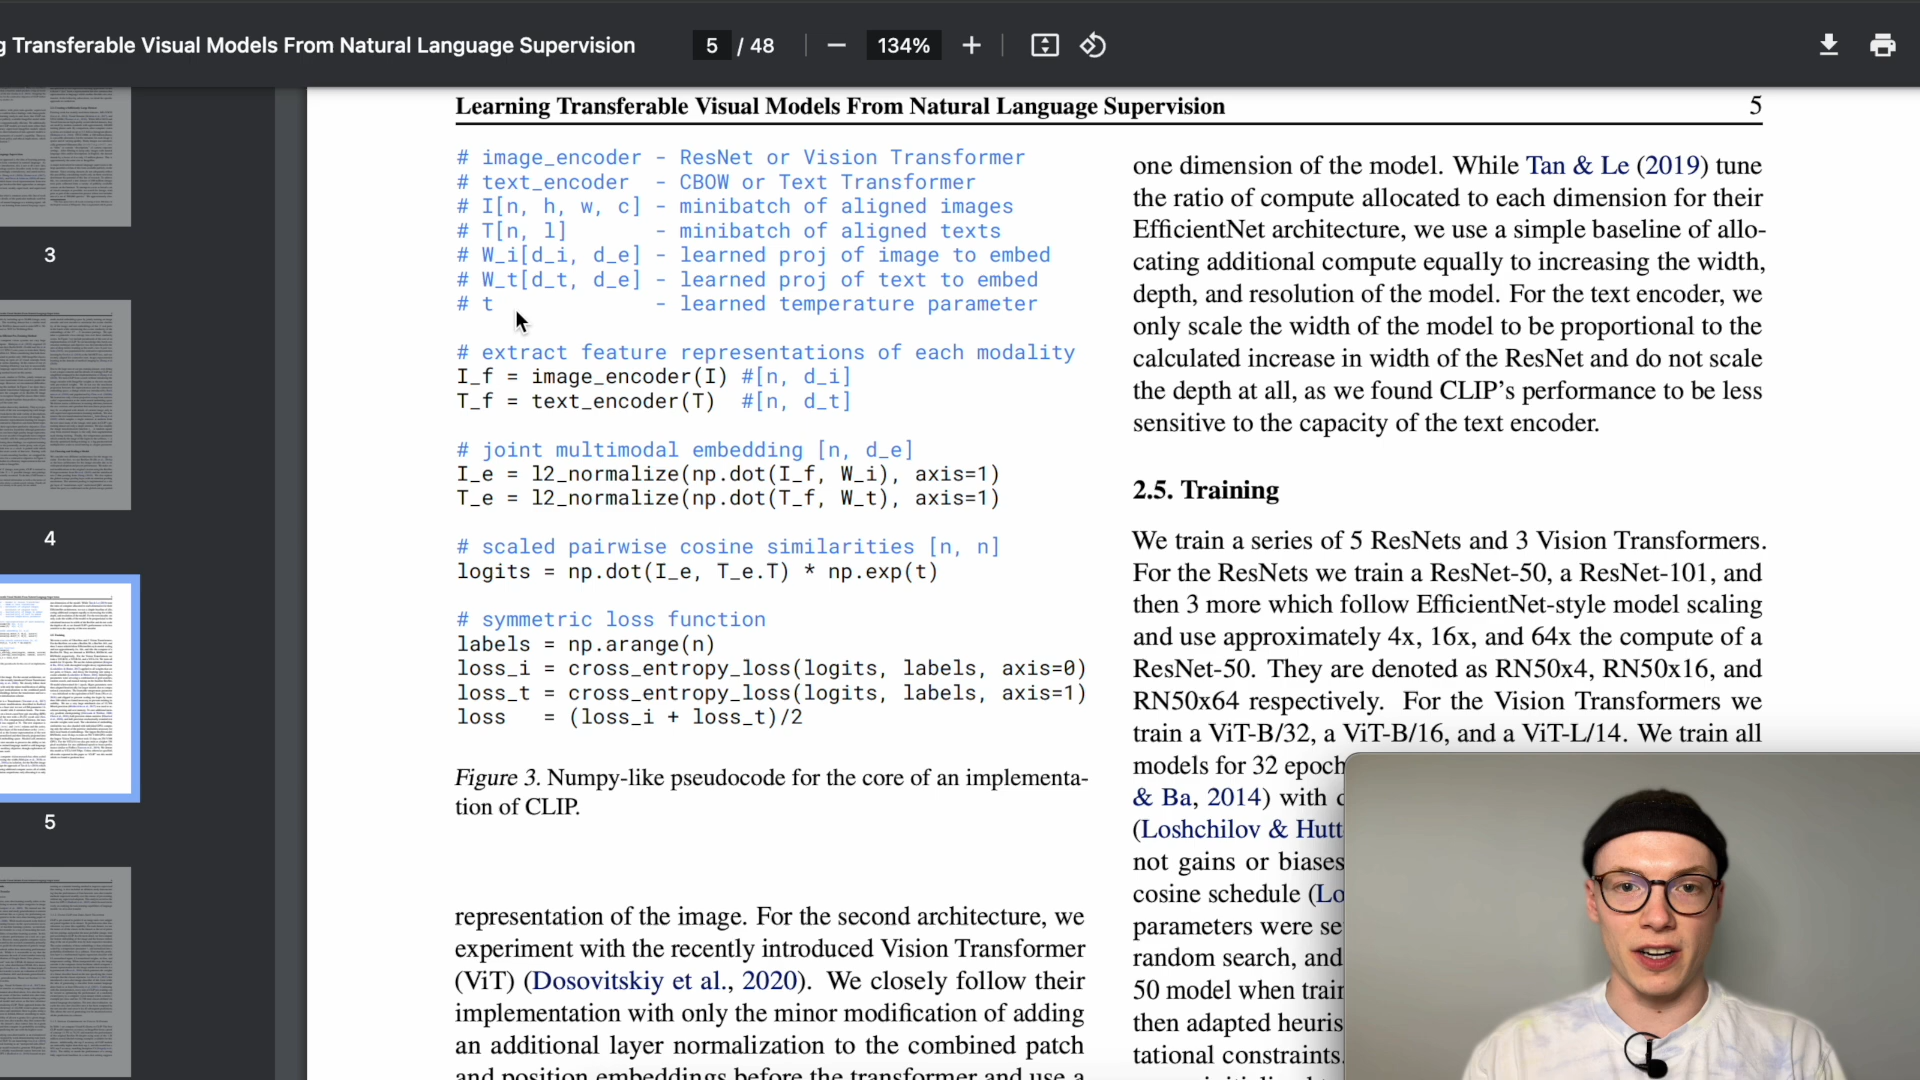 g Transferable Visual Models From Natural Language Supervision
5 / 48
134%
3
4
5
Learning Transferable Visual Models From Natural Language Supervision
5
# image_encoder - ResNet or Vision Transformer
# text_encoder - CBOW or Text Transformer
# I[n, h, w, c] - minibatch of aligned images
# T[n, l] - minibatch of aligned texts
# W_i[d_i, d_e] - learned proj of image to embed
# W_t[d_t, d_e] - learned proj of text to embed
# t - learned temperature parameter
# extract feature representations of each modality
I_f = image_encoder(I) #[n, d_i]
T_f = text_encoder(T) #[n, d_t]
# joint multimodal embedding [n, d_e]
I_e = l2_normalize(np.dot(I_f, W_i), axis=1)
T_e = l2_normalize(np.dot(T_f, W_t), axis=1)
# scaled pairwise cosine similarities [n, n]
logits = np.dot(I_e, T_e.T) * np.exp(t)
# symmetric loss function
labels = np.arange(n)
loss_i = cross_entropy_loss(logits, labels, axis=0)
loss_t = cross_entropy_loss(logits, labels, axis=1)
loss = (loss_i + loss_t)/2
Figure 3. Numpy-like pseudocode for the core of an implementa-
tion of CLIP.
representation of the image. For the second architecture, we
experiment with the recently introduced Vision Transformer
(ViT) (Dosovitskiy et al., 2020). We closely follow their
implementation with only the minor modification of adding
an additional layer normalization to the combined patch
and position embeddings before the transformer and use a
one dimension of the model. While Tan & Le (2019) tune
the ratio of compute allocated to each dimension for their
EfficientNet architecture, we use a simple baseline of allo-
cating additional compute equally to increasing the width,
depth, and resolution of the model. For the text encoder, we
only scale the width of the model to be proportional to the
calculated increase in width of the ResNet and do not scale
the depth at all, as we found CLIP's performance to be less
sensitive to the capacity of the text encoder.
2.5. Training
We train a series of 5 ResNets and 3 Vision Transformers.
For the ResNets we train a ResNet-50, a ResNet-101, and
then 3 more which follow EfficientNet-style model scaling
and use approximately 4x, 16x, and 64x the compute of a
ResNet-50. They are denoted as RN50x4, RN50x16, and
RN50x64 respectively. For the Vision Transformers we
train a ViT-B/32, a ViT-B/16, and a ViT-L/14. We train all
models for 32 epoch
& Ba, 2014) with
(Loshchilov & Hutt
not gains or biases
cosine schedule (Lo
parameters were se
random search, and
50 model when train
then adapted heuris
tational constraints.